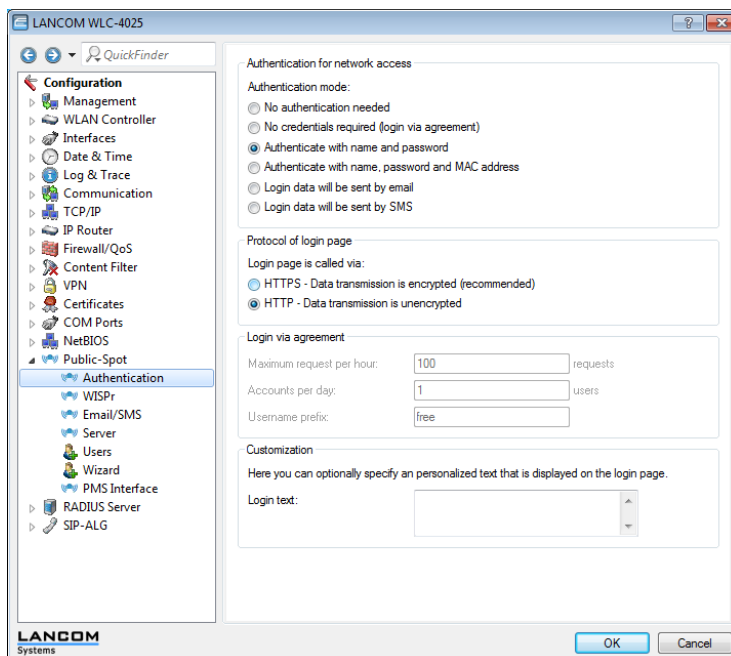 LANCOM WLC-4025
QuickFinder
Configuration
Management
WLAN Controller
Interfaces
Date & Time
Log & Trace
Communication
TCP/IP
IP Router
Firewall/QoS
Content Filter
VPN
Certificates
COM Ports
NetBIOS
Public-Spot
Authentication
WISPr
Email/SMS
Server
Users
Wizard
PMS Interface
RADIUS Server
SIP-ALG
Authentication for network access
Authentication mode:
No authentication needed
No credentials required (login via agreement)
Authenticate with name and password
Authenticate with name, password and MAC address
Login data will be sent by email
Login data will be sent by SMS
Protocol of login page
Login page is called via:
HTTPS - Data transmission is encrypted (recommended)
HTTP - Data transmission is unencrypted
Login via agreement
Maximum request per hour: 100 requests
Accounts per day: 1 users
Username prefix: free
Customization
Here you can optionally specify an personalized text that is displayed on the login page.
Login text:
LANCOM
Systems
OK Cancel